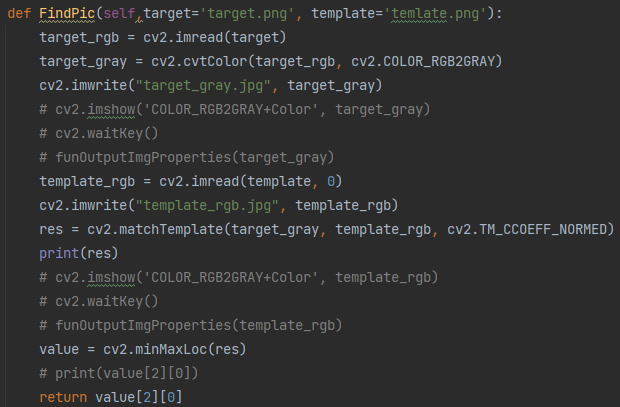 def FindPic(self,target='target.png', template='temlate.png'):
target_rgb = cv2.imread(target)
target_gray = cv2.cvtColor(target_rgb, cv2.COLOR_RGB2GRAY)
cv2.imwrite("target_gray.jpg", target_gray)
# cv2.imshow('COLOR_RGB2GRAY+Color', target_gray)
# cv2.waitKey()
# funOutputImgProperties(target_gray)
template_rgb = cv2.imread(template, 0)
cv2.imwrite("template_rgb.jpg", template_rgb)
res = cv2.matchTemplate(target_gray, template_rgb, cv2.TM_CCOEFF_NORMED)
print(res)
# cv2.imshow('COLOR_RGB2GRAY+Color', template_rgb)
# cv2.waitKey()
# funOutputImgProperties(template_rgb)
value = cv2.minMaxLoc(res)
# print(value[2][0])
return value[2][0]